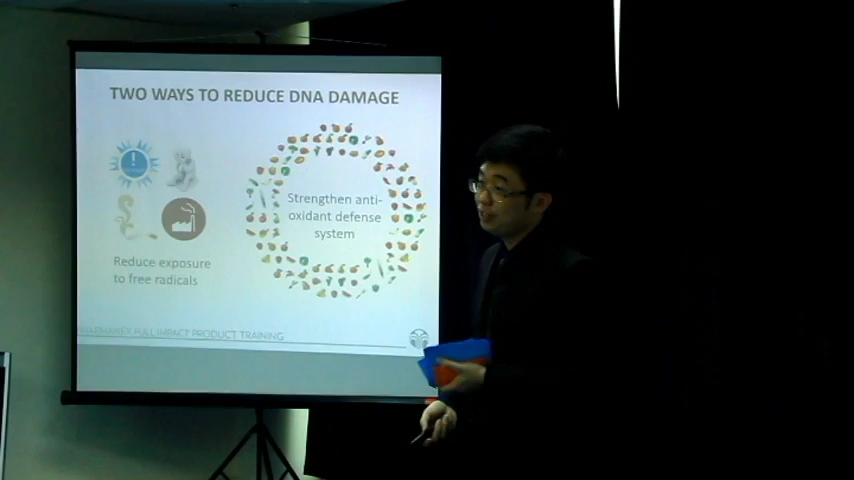 TWO WAYS TO REDUCE DNA DAMAGE
!
Strengthen anti-
oxidant defense
system
Reduce exposure
to free radicals
FULL IMPACT PRODUCT TRAINING